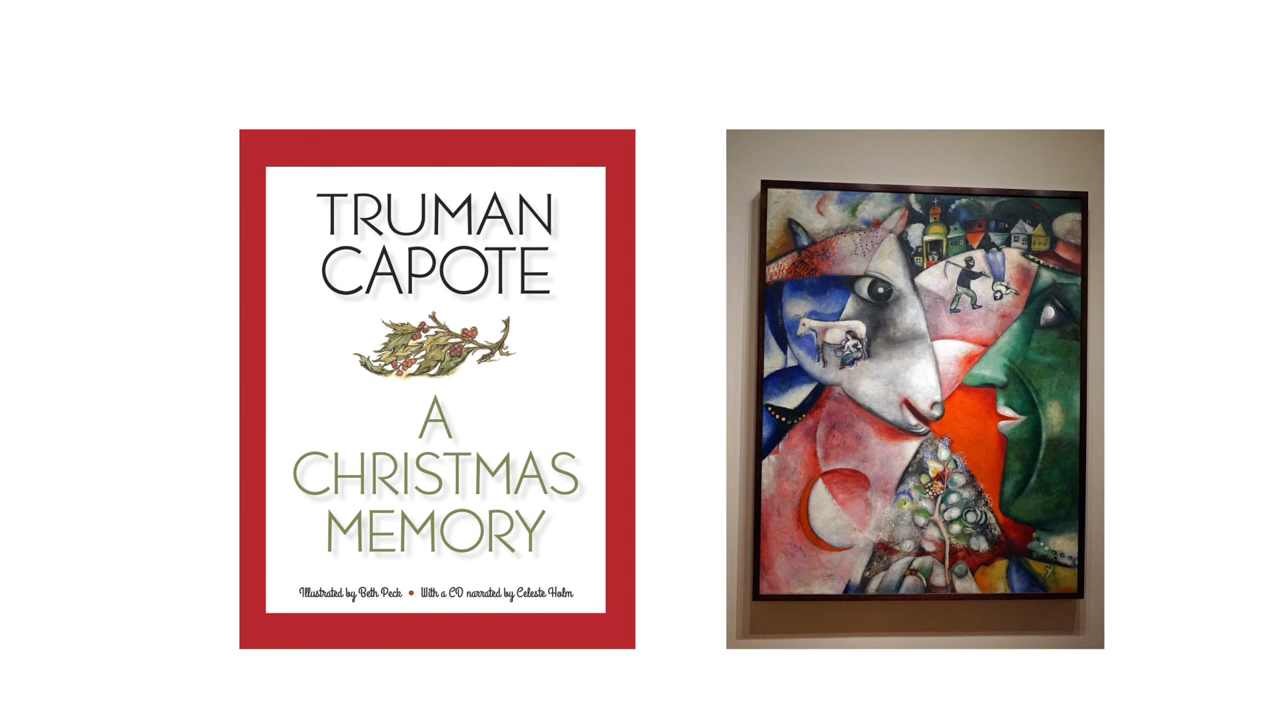 TRUMAN
CAPOTE
A
CHRISTMAS
MEMORY
Illustrated by Beth Peck • With a CD narrated by Celeste Holm